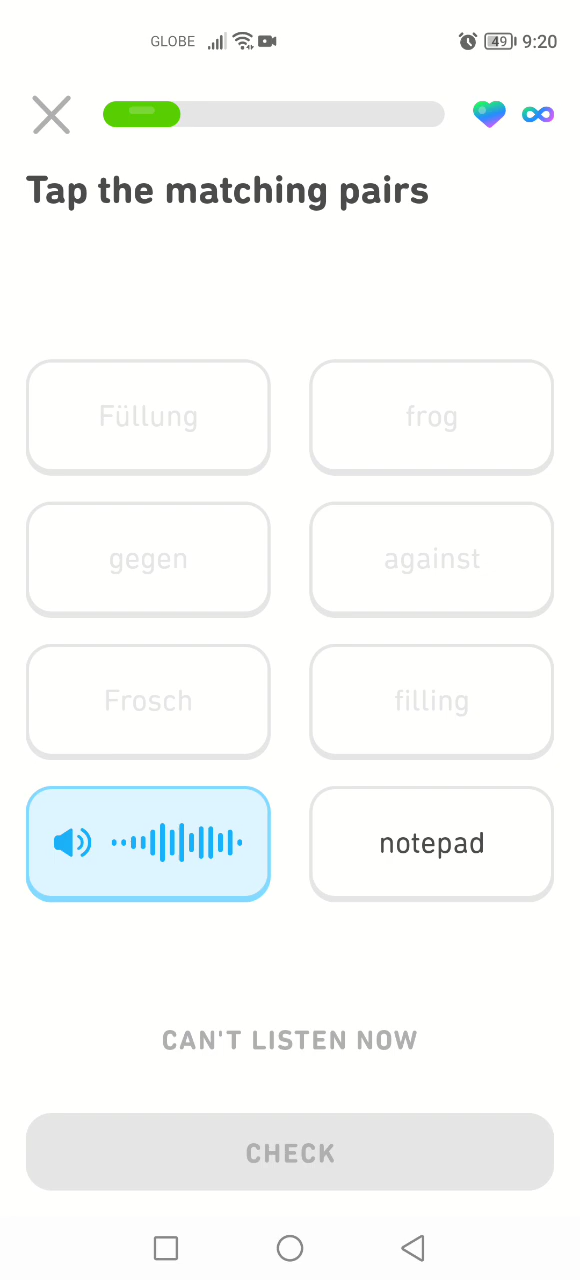 GLOBE 49 9:20
Tap the matching pairs
Füllung frog
gegen against
Frosch filling
notepad
CAN'T LISTEN NOW
CHECK